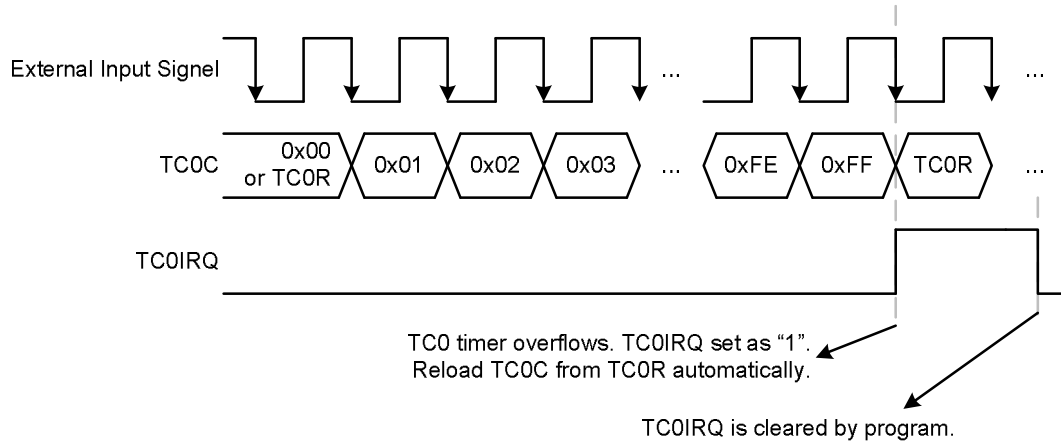 External Input Signel
...
...
TC0C
0x00
or TC0R
0x01
0x02
0x03
...
0xFE
0xFF
TC0R
...
TC0IRQ
TC0 timer overflows. TC0IRQ set as “1”.
Reload TC0C from TC0R automatically.
TC0IRQ is cleared by program.